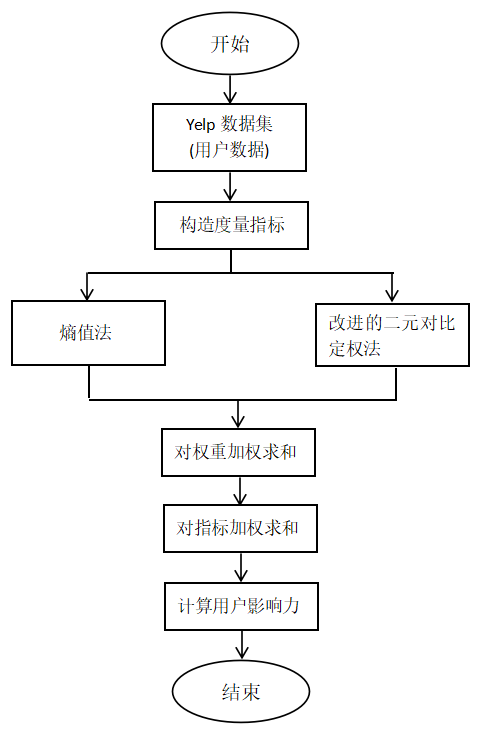 开始
Yelp 数据集
(用户数据)
构造度量指标
熵值法
改进的二元对比
定权法
对权重加权求和
对指标加权求和
计算用户影响力
结束